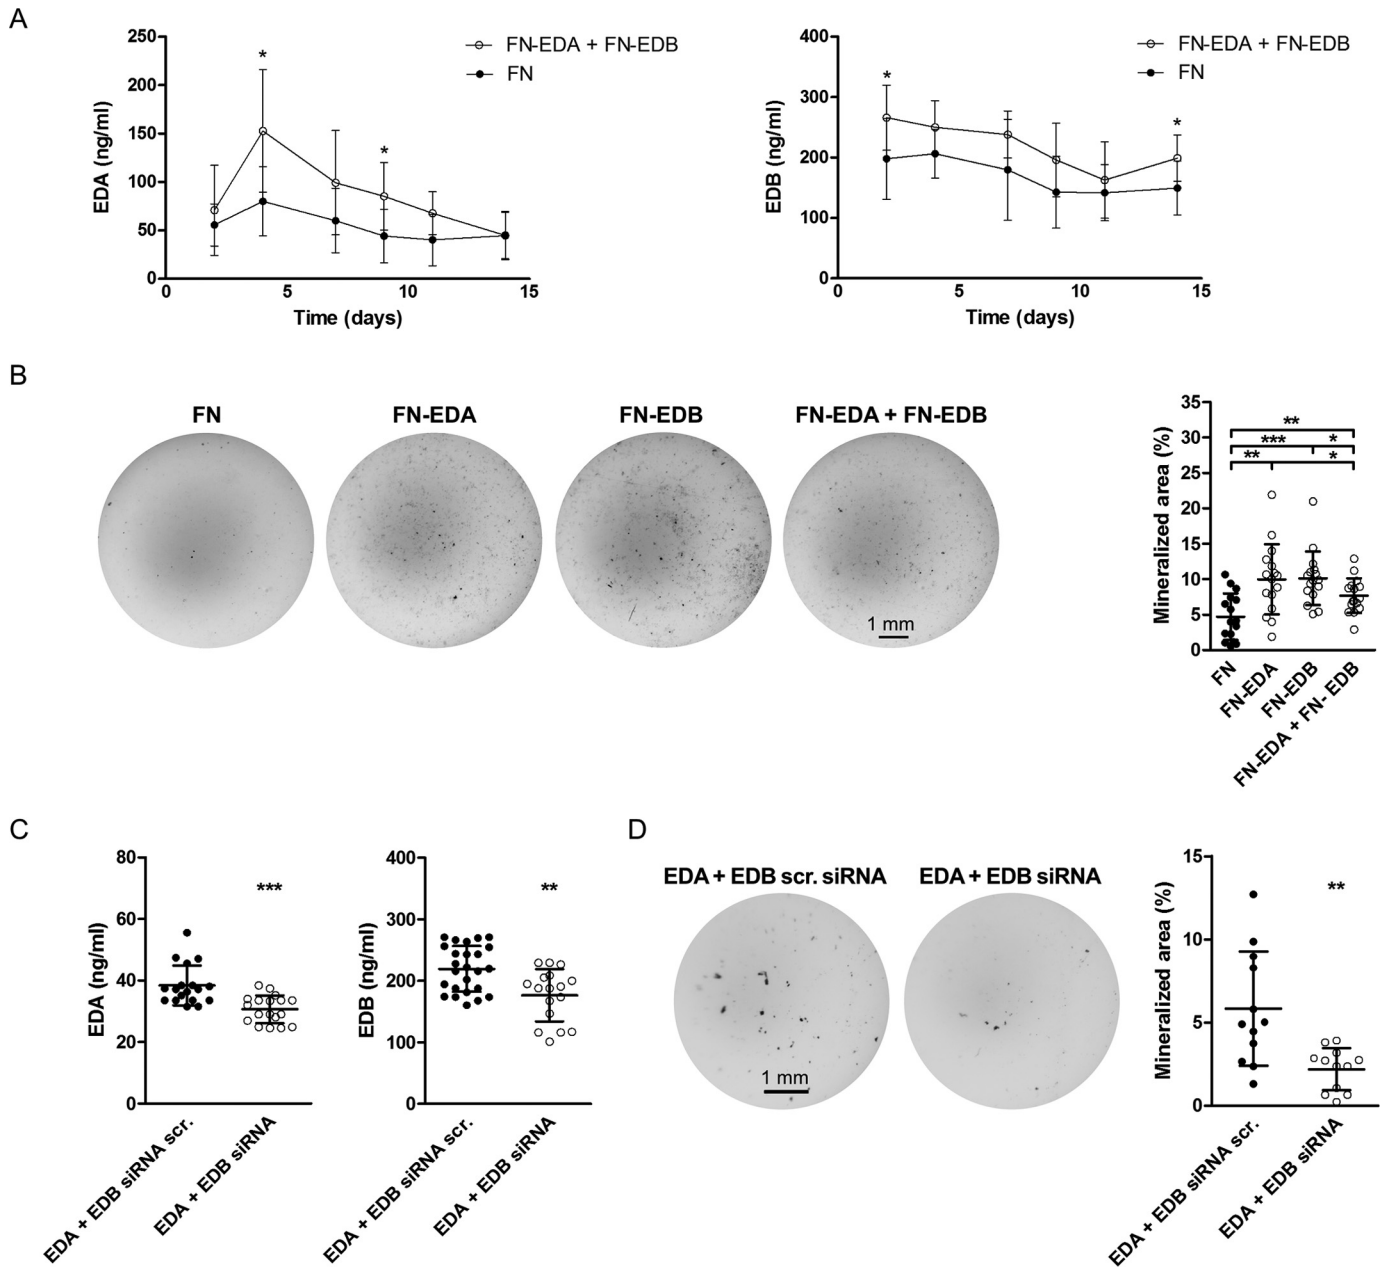 A
EDA (ng/ml)
250
200
150
100
50
0
*
*
FN-EDA + FN-EDB
FN
0 5 10 15
Time (days)
EDB (ng/ml)
400
300
200
100
0
*
*
FN-EDA + FN-EDB
FN
0 5 10 15
Time (days)
B
FN
FN-EDA
FN-EDB
FN-EDA + FN-EDB
1 mm
Mineralized area (%)
35
30
25
20
15
10
5
0
**
*** *
** *
FN
FN-EDA
FN-EDB
FN-EDA + FN- EDB
C
EDA (ng/ml)
80
60
40
20
0
***
EDA + EDB siRNA scr.
EDA + EDB siRNA
EDB (ng/ml)
400
300
200
100
0
**
EDA + EDB siRNA scr.
EDA + EDB siRNA
D
EDA + EDB scr. siRNA
EDA + EDB siRNA
1 mm
Mineralized area (%)
15
10
5
0
**
EDA + EDB siRNA scr.
EDA + EDB siRNA